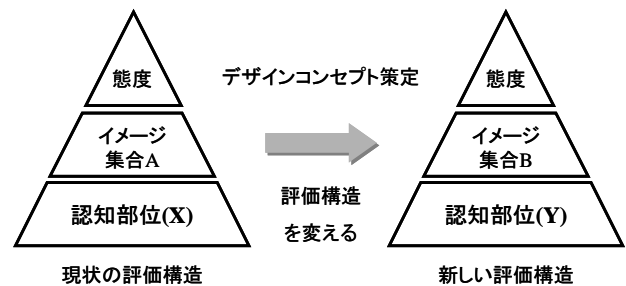 態度
イメージ
集合A
認知部位(X)
現状の評価構造
デザインコンセプト策定
評価構造
を変える
態度
イメージ
集合B
認知部位(Y)
新しい評価構造